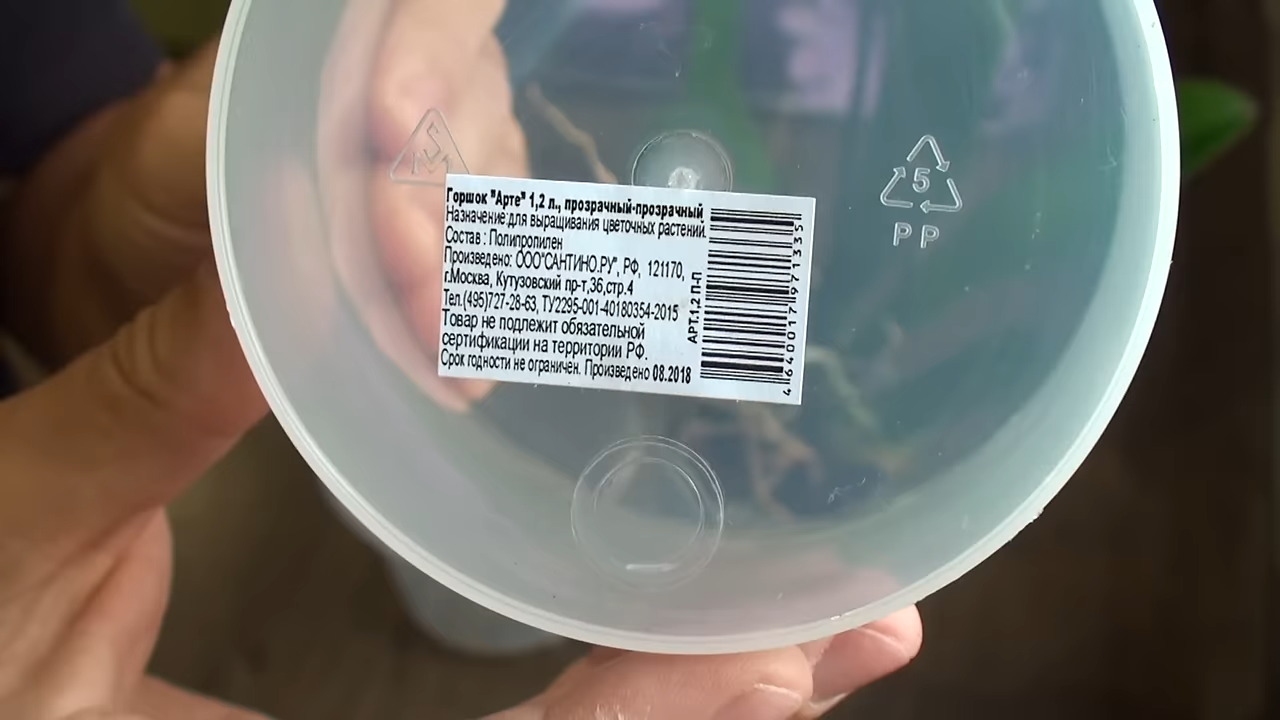 Горшок "Арте" 1,2 л., прозрачный-прозрачный
Назначение:для выращивания цветочных растений.
Состав : Полипропилен
Произведено: ООО"САНТИНО.РУ", РФ, 121170,
г.Москва, Кутузовский пр-т,36,стр.4
Тел.(495)727-28-63, ТУ2295-001-40180354-2015
Товар не подлежит обязательной
сертификации на территории РФ.
Срок годности не ограничен. Произведено 08.2018
АРТ.1,2 П-П
4640017971335
5
PP